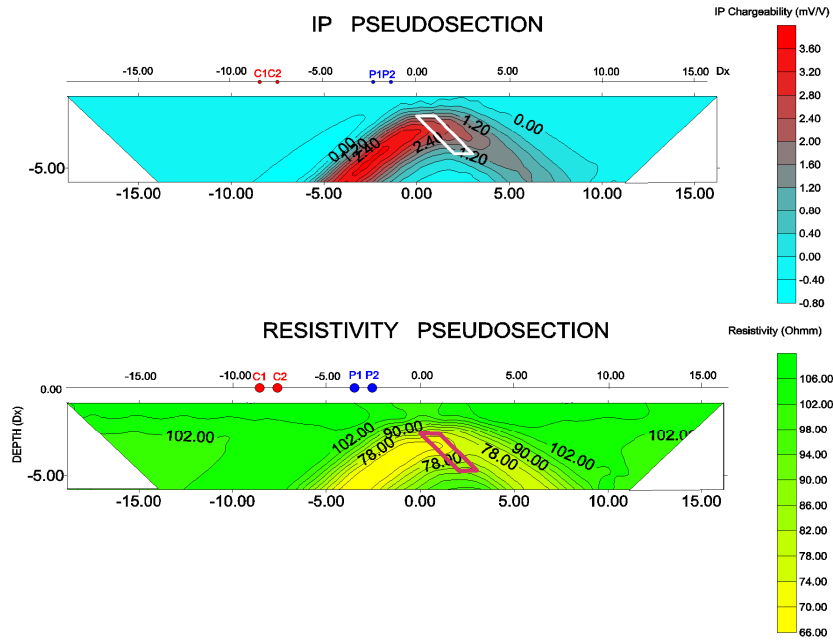 IP PSEUDOSECTION
IP Chargeability (mV/V)
-15.00 -10.00 -5.00 0.00 5.00 10.00 15.00 Dx
C1C2 P1P2
3.60
3.20
2.80
2.40
2.00
1.60
1.20
0.80
0.40
0.00
-0.40
-0.80
0.00 1.20 2.40 2.40 1.20 1.20 0.00
-5.00
-15.00 -10.00 -5.00 0.00 5.00 10.00 15.00
RESISTIVITY PSEUDOSECTION
Resistivity (Ohmm)
-15.00 -10.00 -5.00 0.00 5.00 10.00 15.00
C1 C2 P1 P2
0.00
DEPTH (Dx)
-5.00
102.00 102.00 90.00 78.00 78.00 78.00 90.00 102.00 102.0
-15.00 -10.00 -5.00 0.00 5.00 10.00 15.00
106.00
102.00
98.00
94.00
90.00
86.00
82.00
78.00
74.00
70.00
66.00